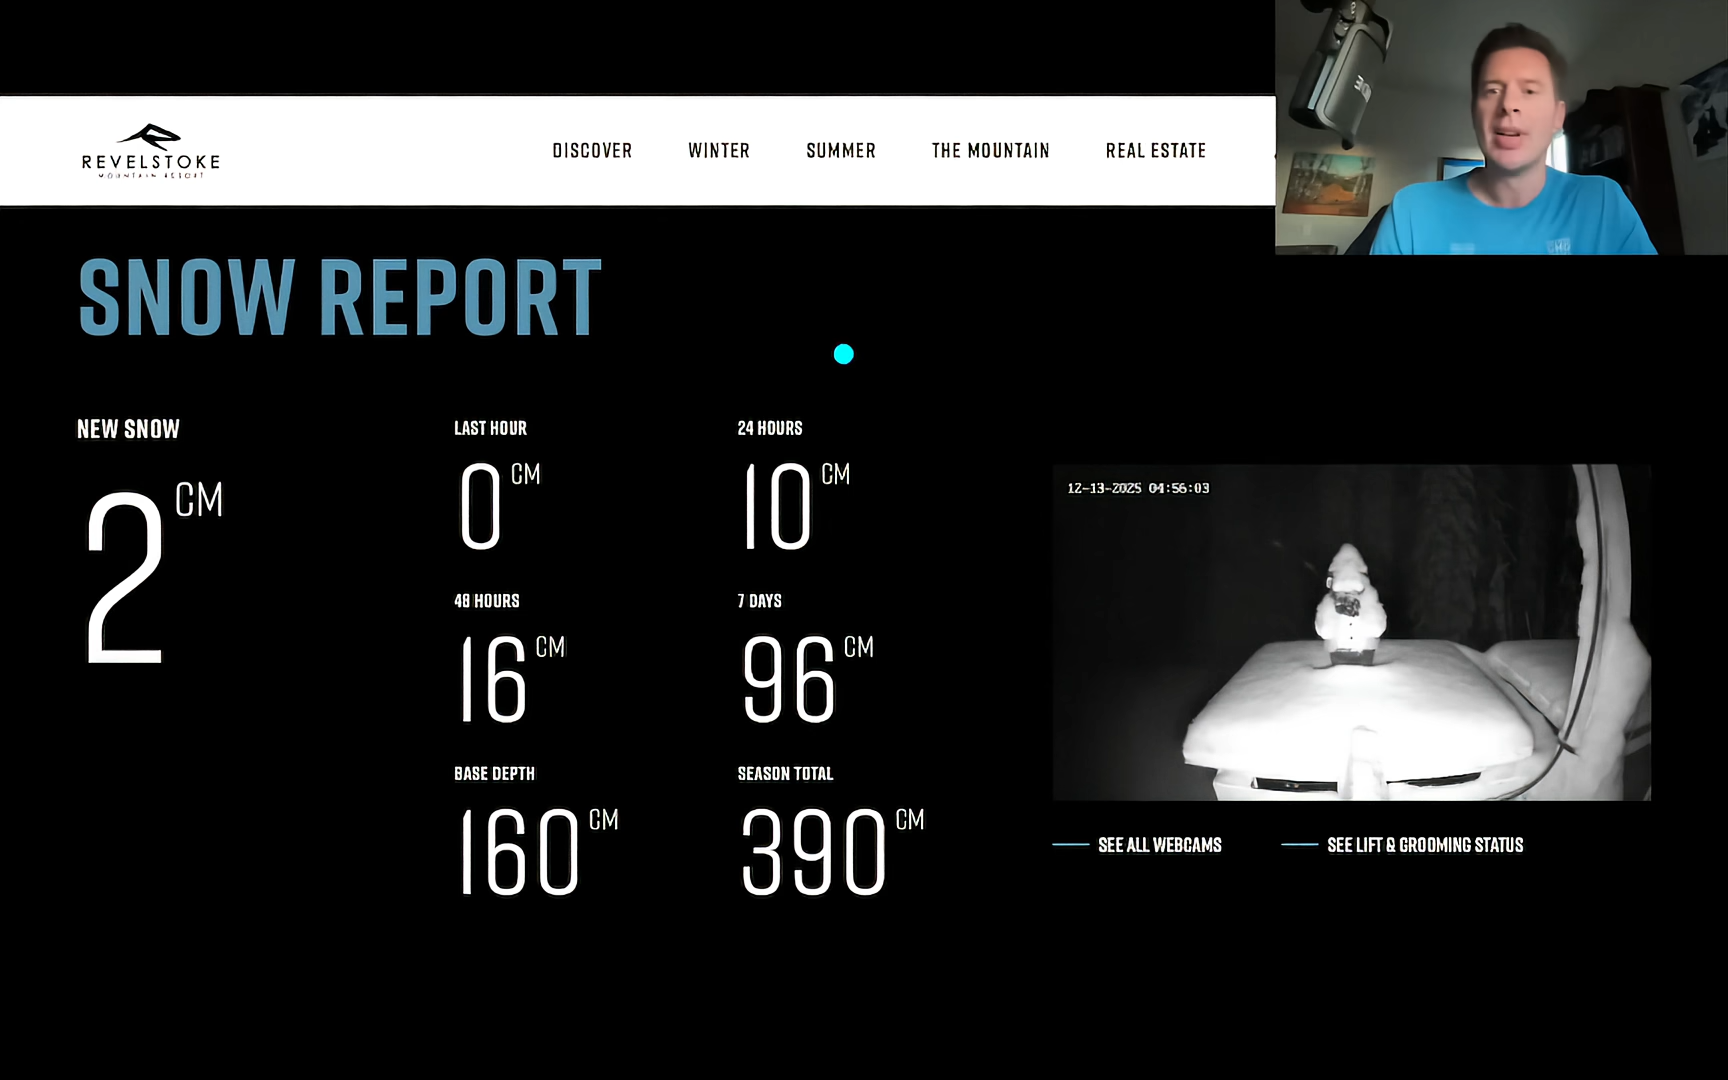 REVELSTOKE
MOUNTAIN RESORT
DISCOVER
WINTER
SUMMER
THE MOUNTAIN
REAL ESTATE
SNOW REPORT
NEW SNOW
2 CM
LAST HOUR
0 CM
24 HOURS
10 CM
48 HOURS
16 CM
7 DAYS
96 CM
BASE DEPTH
160 CM
SEASON TOTAL
390 CM
12-13-2025 04:56:03
SEE ALL WEBCAMS
SEE LIFT & GROOMING STATUS